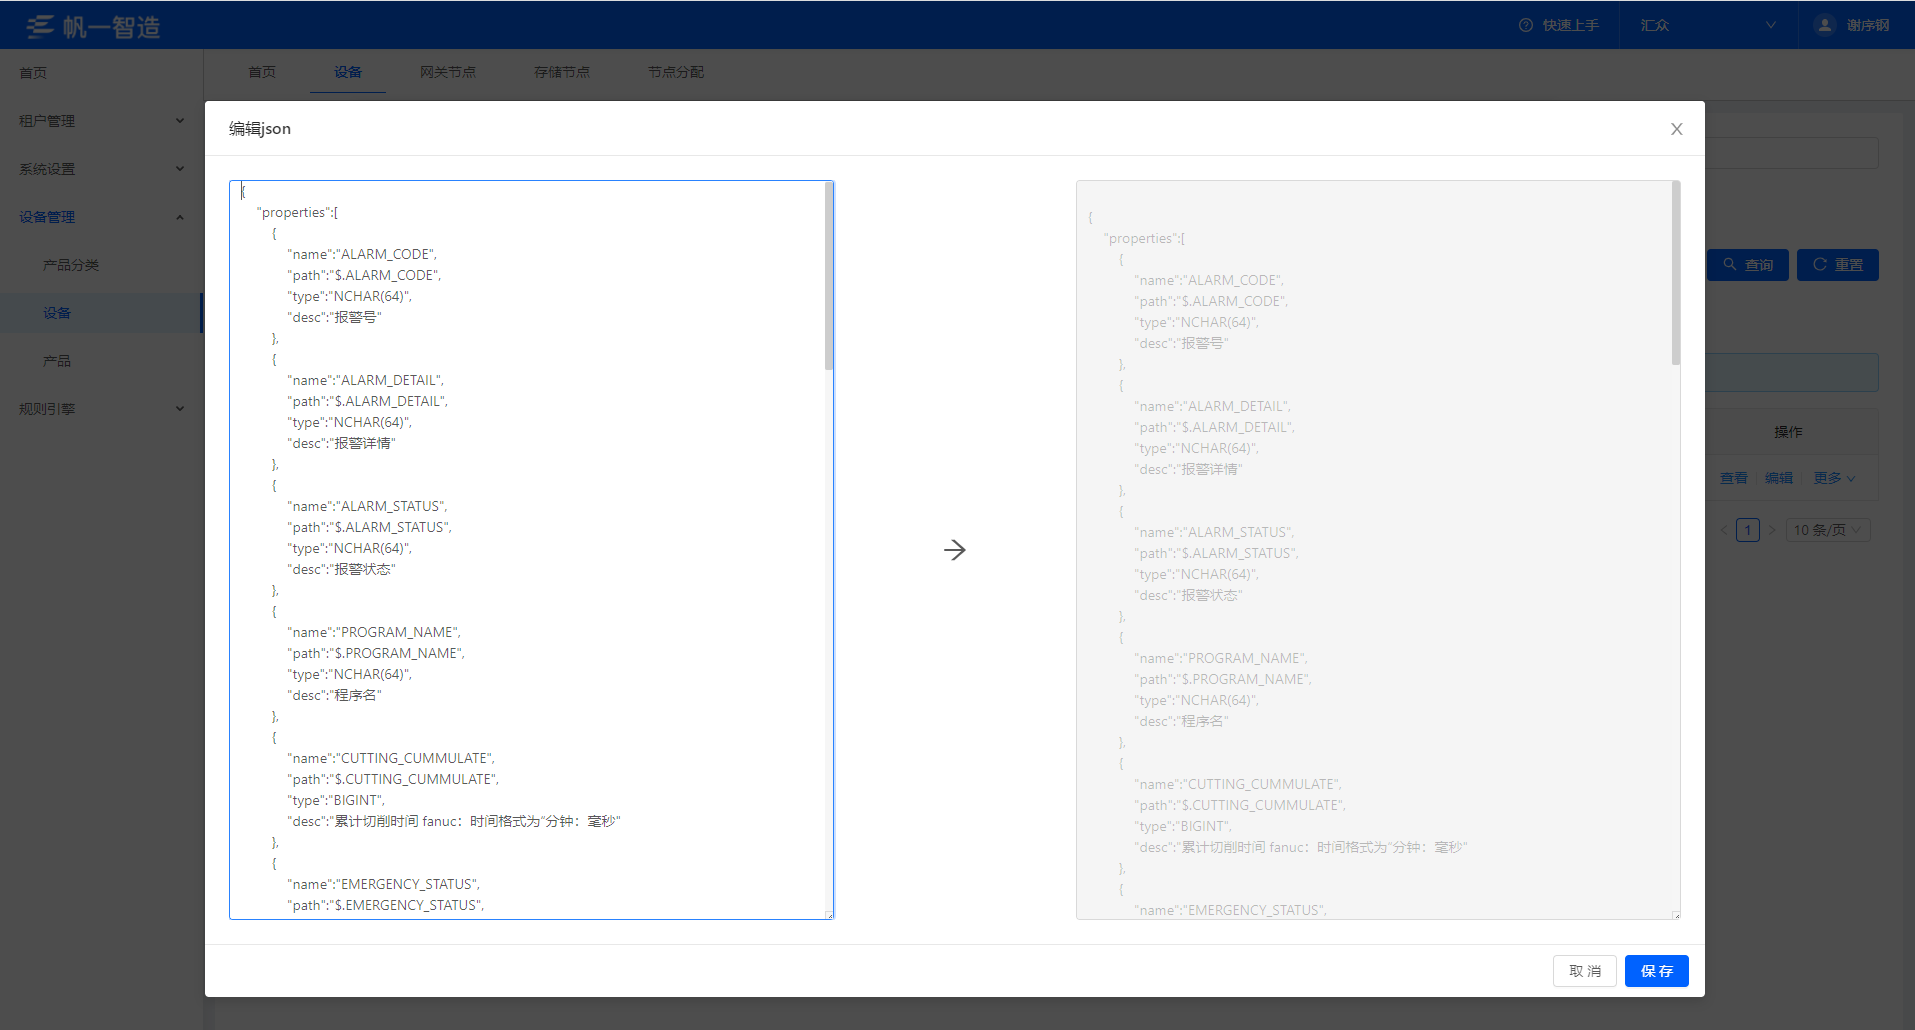 帆一智造
快速上手
汇众
谢序钢
首页
租户管理
系统设置
设备管理
产品分类
设备
产品
规则引擎
首页
设备
网关节点
存储节点
节点分配
编辑json
{
"properties":[
{
"name":"ALARM_CODE",
"path":"$.ALARM_CODE",
"type":"NCHAR(64)",
"desc":"报警号"
},
{
"name":"ALARM_DETAIL",
"path":"$.ALARM_DETAIL",
"type":"NCHAR(64)",
"desc":"报警详情"
},
{
"name":"ALARM_STATUS",
"path":"$.ALARM_STATUS",
"type":"NCHAR(64)",
"desc":"报警状态"
},
{
"name":"PROGRAM_NAME",
"path":"$.PROGRAM_NAME",
"type":"NCHAR(64)",
"desc":"程序名"
},
{
"name":"CUTTING_CUMMULATE",
"path":"$.CUTTING_CUMMULATE",
"type":"BIGINT",
"desc":"累计切削时间 fanuc：时间格式为“分钟：毫秒"
},
{
"name":"EMERGENCY_STATUS",
"path":"$.EMERGENCY_STATUS",
{
"properties":[
{
"name":"ALARM_CODE",
"path":"$.ALARM_CODE",
"type":"NCHAR(64)",
"desc":"报警号"
},
{
"name":"ALARM_DETAIL",
"path":"$.ALARM_DETAIL",
"type":"NCHAR(64)",
"desc":"报警详情"
},
{
"name":"ALARM_STATUS",
"path":"$.ALARM_STATUS",
"type":"NCHAR(64)",
"desc":"报警状态"
},
{
"name":"PROGRAM_NAME",
"path":"$.PROGRAM_NAME",
"type":"NCHAR(64)",
"desc":"程序名"
},
{
"name":"CUTTING_CUMMULATE",
"path":"$.CUTTING_CUMMULATE",
"type":"BIGINT",
"desc":"累计切削时间 fanuc：时间格式为“分钟：毫秒"
},
{
"name":"EMERGENCY_STATUS",
查询
重置
操作
查看 编辑 更多
1 10 条/页
取消
保存